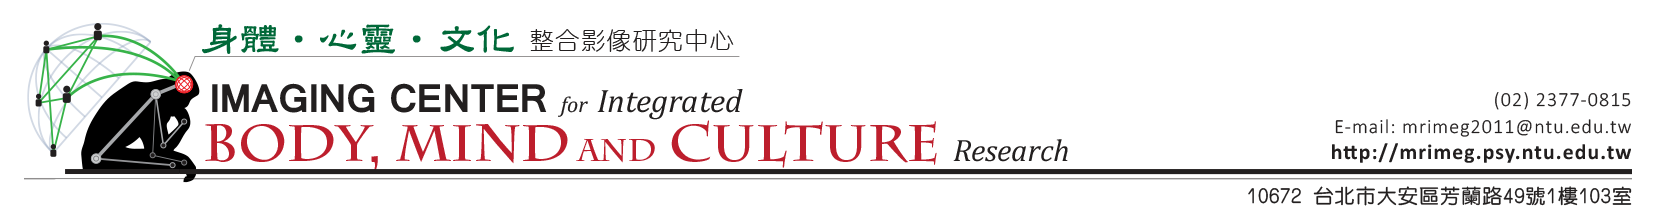 身體・心靈・文化 整合影像研究中心
IMAGING CENTER for Integrated
BODY, MIND AND CULTURE Research
(02) 2377-0815
E-mail: mrimeg2011@ntu.edu.tw
http://mrimeg.psy.ntu.edu.tw
10672 台北市大安區芳蘭路49號1樓103室